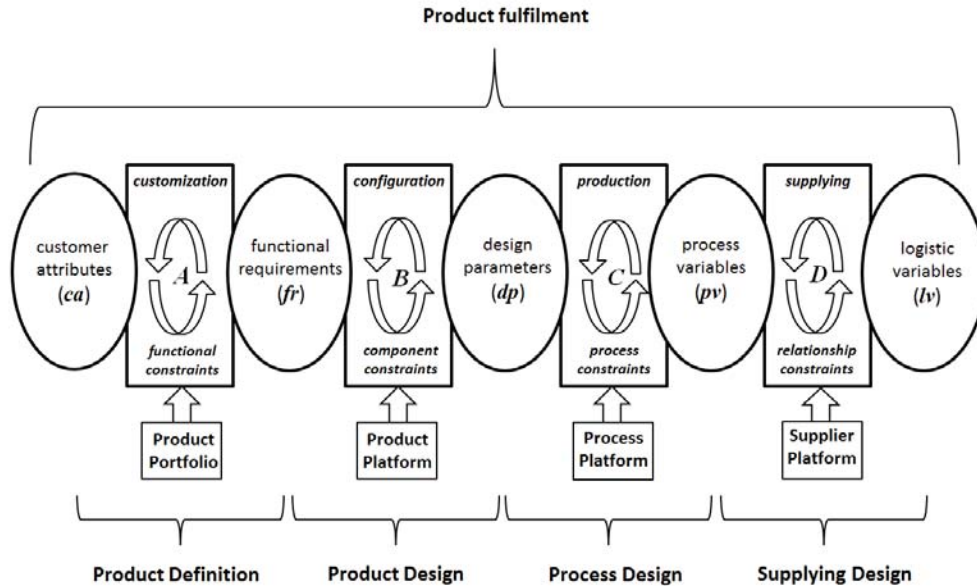 Product fulfilment
customization
configuration
production
supplying
customer
attributes
(ca)
A
functional
requirements
(fr)
B
design
parameters
(dp)
C
process
variables
(pv)
D
logistic
variables
(lv)
functional
constraints
component
constraints
process
constraints
relationship
constraints
Product
Portfolio
Product
Platform
Process
Platform
Supplier
Platform
Product Definition
Product Design
Process Design
Supplying Design